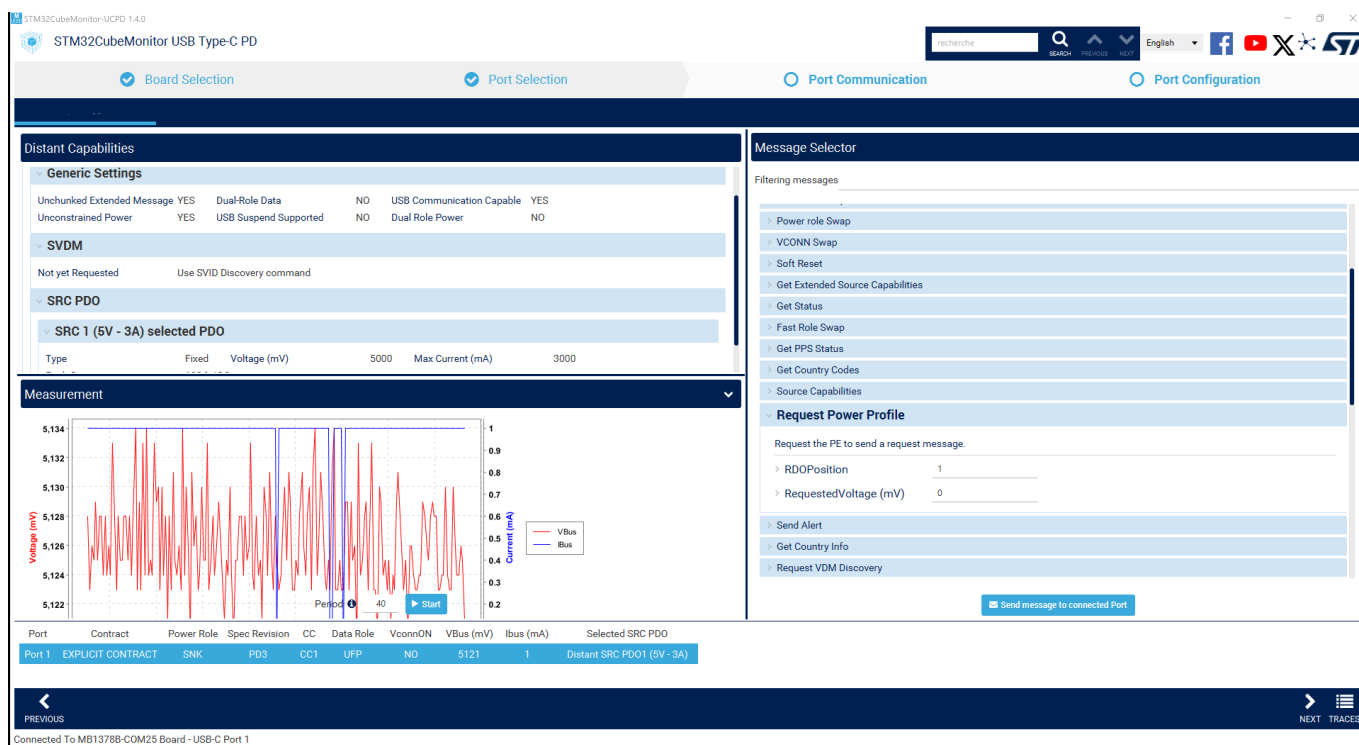 STM32CubeMonitor-UCPD 1.4.0
STM32CubeMonitor USB Type-C PD
recherche
SEARCH PREVIOUS NEXT
English
Board Selection Port Selection Port Communication Port Configuration
Distant Capabilities
Generic Settings
Unchunked Extended Message YES Dual-Role Data NO USB Communication Capable YES
Unconstrained Power YES USB Suspend Supported NO Dual Role Power NO
SVDM
Not yet Requested Use SVID Discovery command
SRC PDO
SRC 1 (5V - 3A) selected PDO
Type Fixed Voltage (mV) 5000 Max Current (mA) 3000
Measurement
5,134
5,132
5,130
5,128
5,126
5,124
5,122
Voltage (mV)
1
0.9
0.8
0.7
0.6
0.5
0.4
0.3
0.2
Current (mA)
VBus
IBus
Period 40 Start
Message Selector
Filtering messages
Power role Swap
VCONN Swap
Soft Reset
Get Extended Source Capabilities
Get Status
Fast Role Swap
Get PPS Status
Get Country Codes
Source Capabilities
Request Power Profile
Request the PE to send a request message.
RDOPosition 1
RequestedVoltage (mV) 0
Send Alert
Get Country Info
Request VDM Discovery
Send message to connected Port
Port Contract Power Role Spec Revision CC Data Role VconnON VBus (mV) Ibus (mA) Selected SRC PDO
Port 1 EXPLICIT CONTRACT SNK PD3 CC1 UFP NO 5121 1 Distant SRC PDO1 (5V - 3A)
PREVIOUS
NEXT TRACES
Connected To MB1378B-COM25 Board - USB-C Port 1